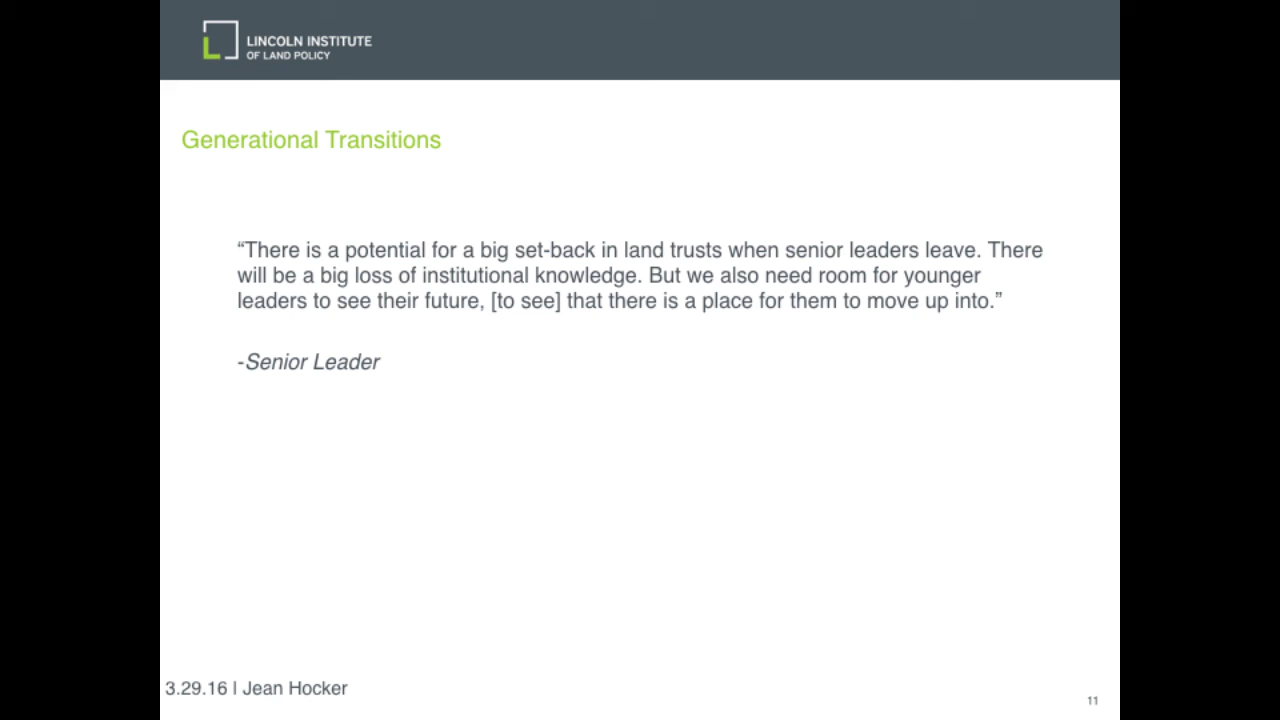 LINCOLN INSTITUTE
OF LAND POLICY
Generational Transitions
“There is a potential for a big set-back in land trusts when senior leaders leave. There
will be a big loss of institutional knowledge. But we also need room for younger
leaders to see their future, [to see] that there is a place for them to move up into.”
-Senior Leader
3.29.16 | Jean Hocker
11